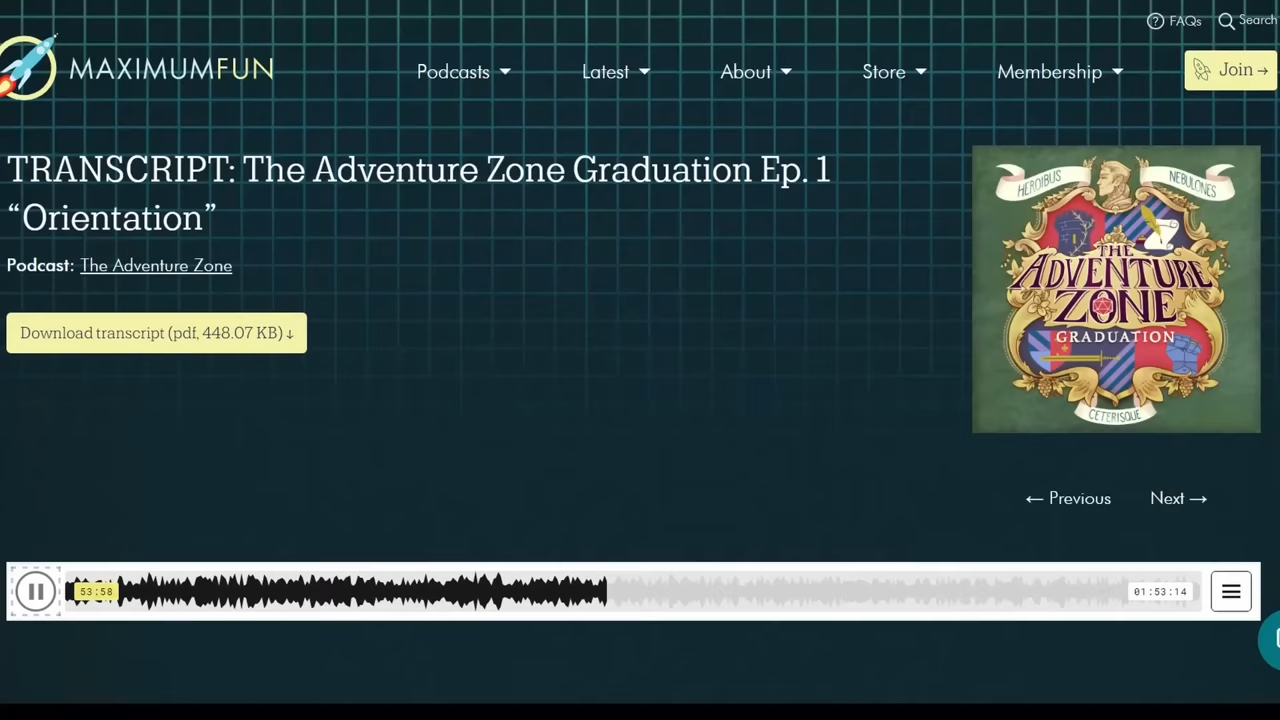 FAQs Search
MAXIMUMFUN Podcasts Latest About Store Membership Join →
TRANSCRIPT: The Adventure Zone Graduation Ep. 1
“Orientation”
Podcast: The Adventure Zone
Download transcript (pdf, 448.07 KB) ↓
HEROIBUS NEBULONES
THE
ADVENTURE
ZONE
GRADUATION
CETERISQUE
← Previous Next →
53:58 01:53:14